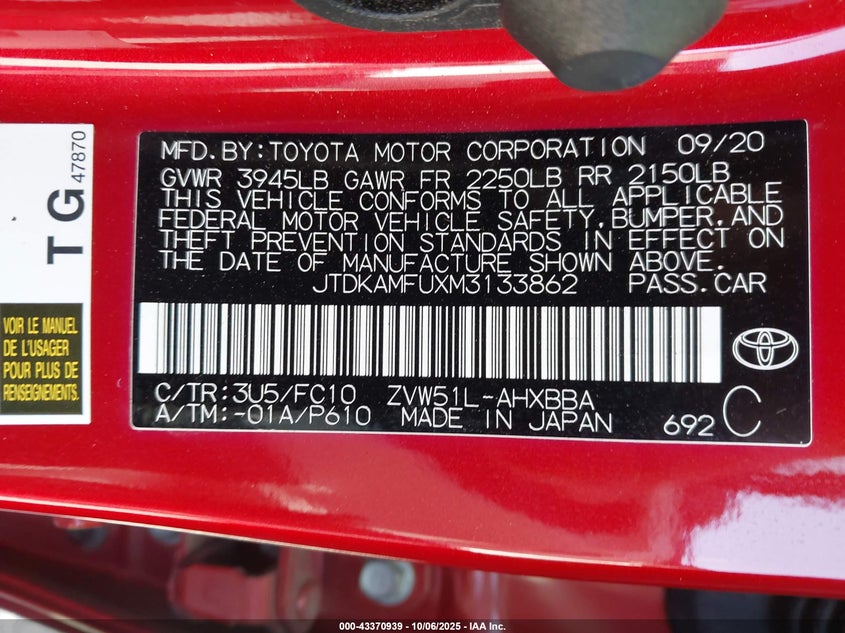 MFD.BY:TOYOTA MOTOR CORPORATION 09/20
GVWR 3945LB GAWR FR 2250LB RR 2150LB
THIS VEHICLE CONFORMS TO ALL APPLICABLE
FEDERAL MOTOR VEHICLE SAFETY,BUMPER,AND
THEFT PREVENTION STANDARDS IN EFFECT ON
THE DATE OF MANUFACTURE SHOWN ABOVE.
JTDKAMFUXM3133862 PASS.CAR
C/TR:3U5/FC10 ZVW51L-AHXBBA
A/TM:-01A/P610 MADE IN JAPAN
692 C
TG
47870
VOIR LE MANUEL
DE L'USAGER
POUR PLUS DE
RENSEIGNEMENTS
000-43370939 - 10/06/2025 - IAA Inc.